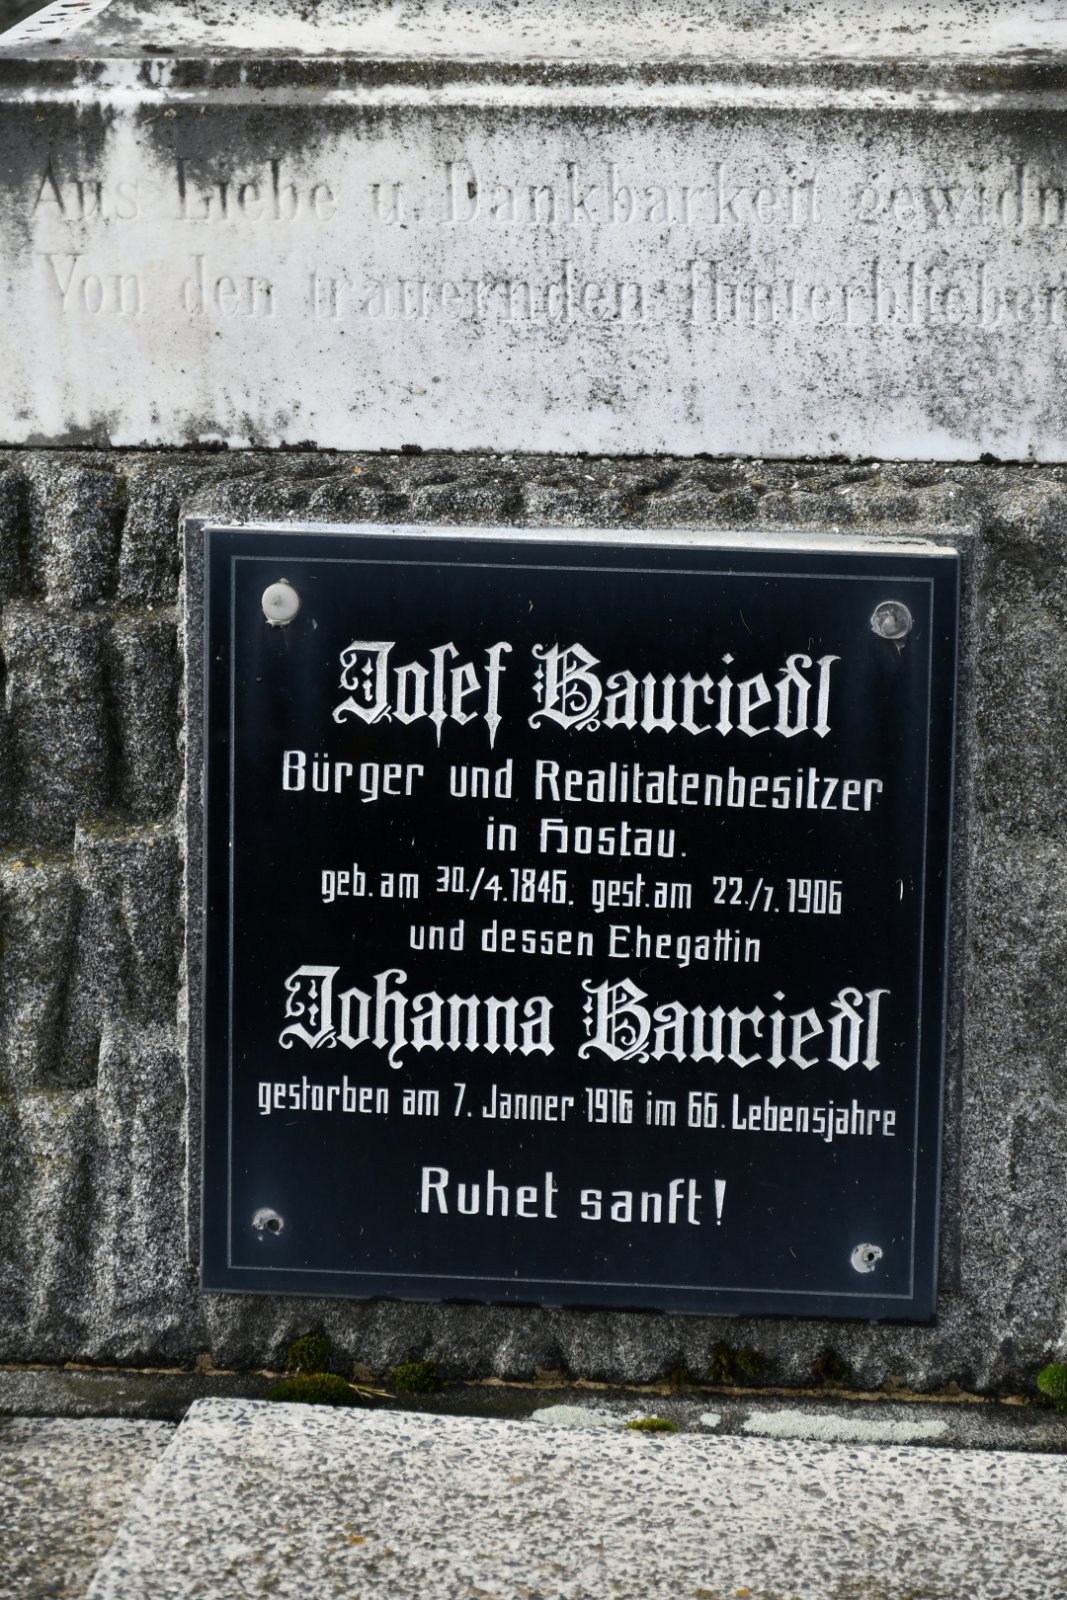 Aus Liebe u. Dankbarkeit gewidm
Von den trauernden Hinterblieben
Josef Bauriedl
Bürger und Realitatenbesitzer
in Hostau.
geb. am 30./4.1846. gest. am 22./7. 1906
und dessen Ehegattin
Johanna Bauriedl
gestorben am 7. Janner 1916 im 66. Lebensjahre
Ruhet sanft!